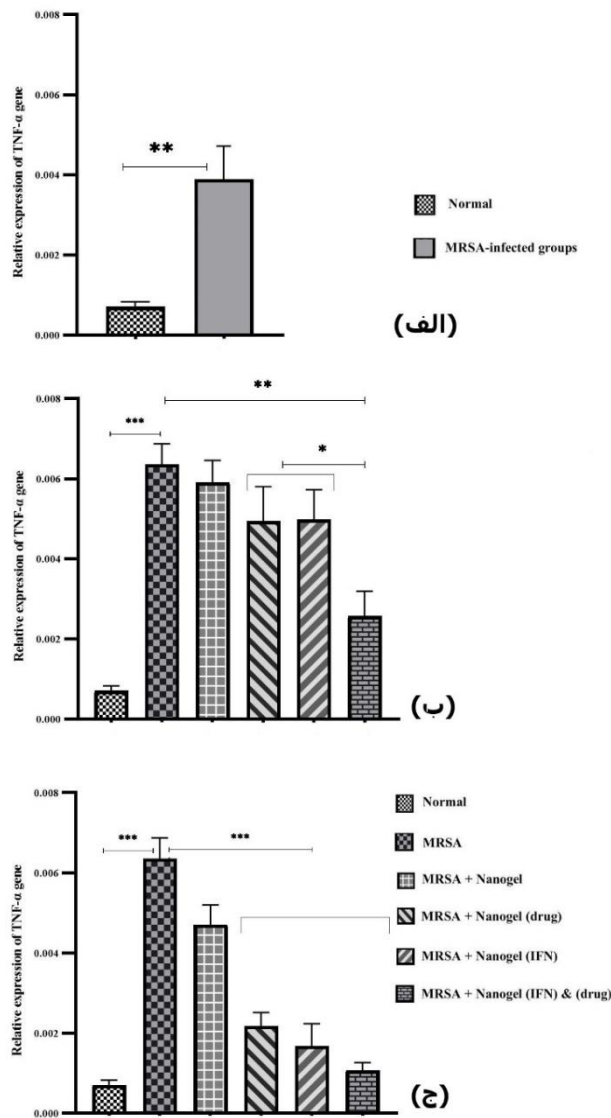 Relative expression of TNF-α gene
0.008
0.006
0.004
0.002
0.000
**
Normal
MRSA-infected groups
(الف)
Relative expression of TNF-α gene
0.008
0.006
0.004
0.002
0.000
***
**
*
(ب)
Relative expression of TNF-α gene
0.008
0.006
0.004
0.002
0.000
***
***
Normal
MRSA
MRSA + Nanogel
MRSA + Nanogel (drug)
MRSA + Nanogel (IFN)
MRSA + Nanogel (IFN) & (drug)
(ج)